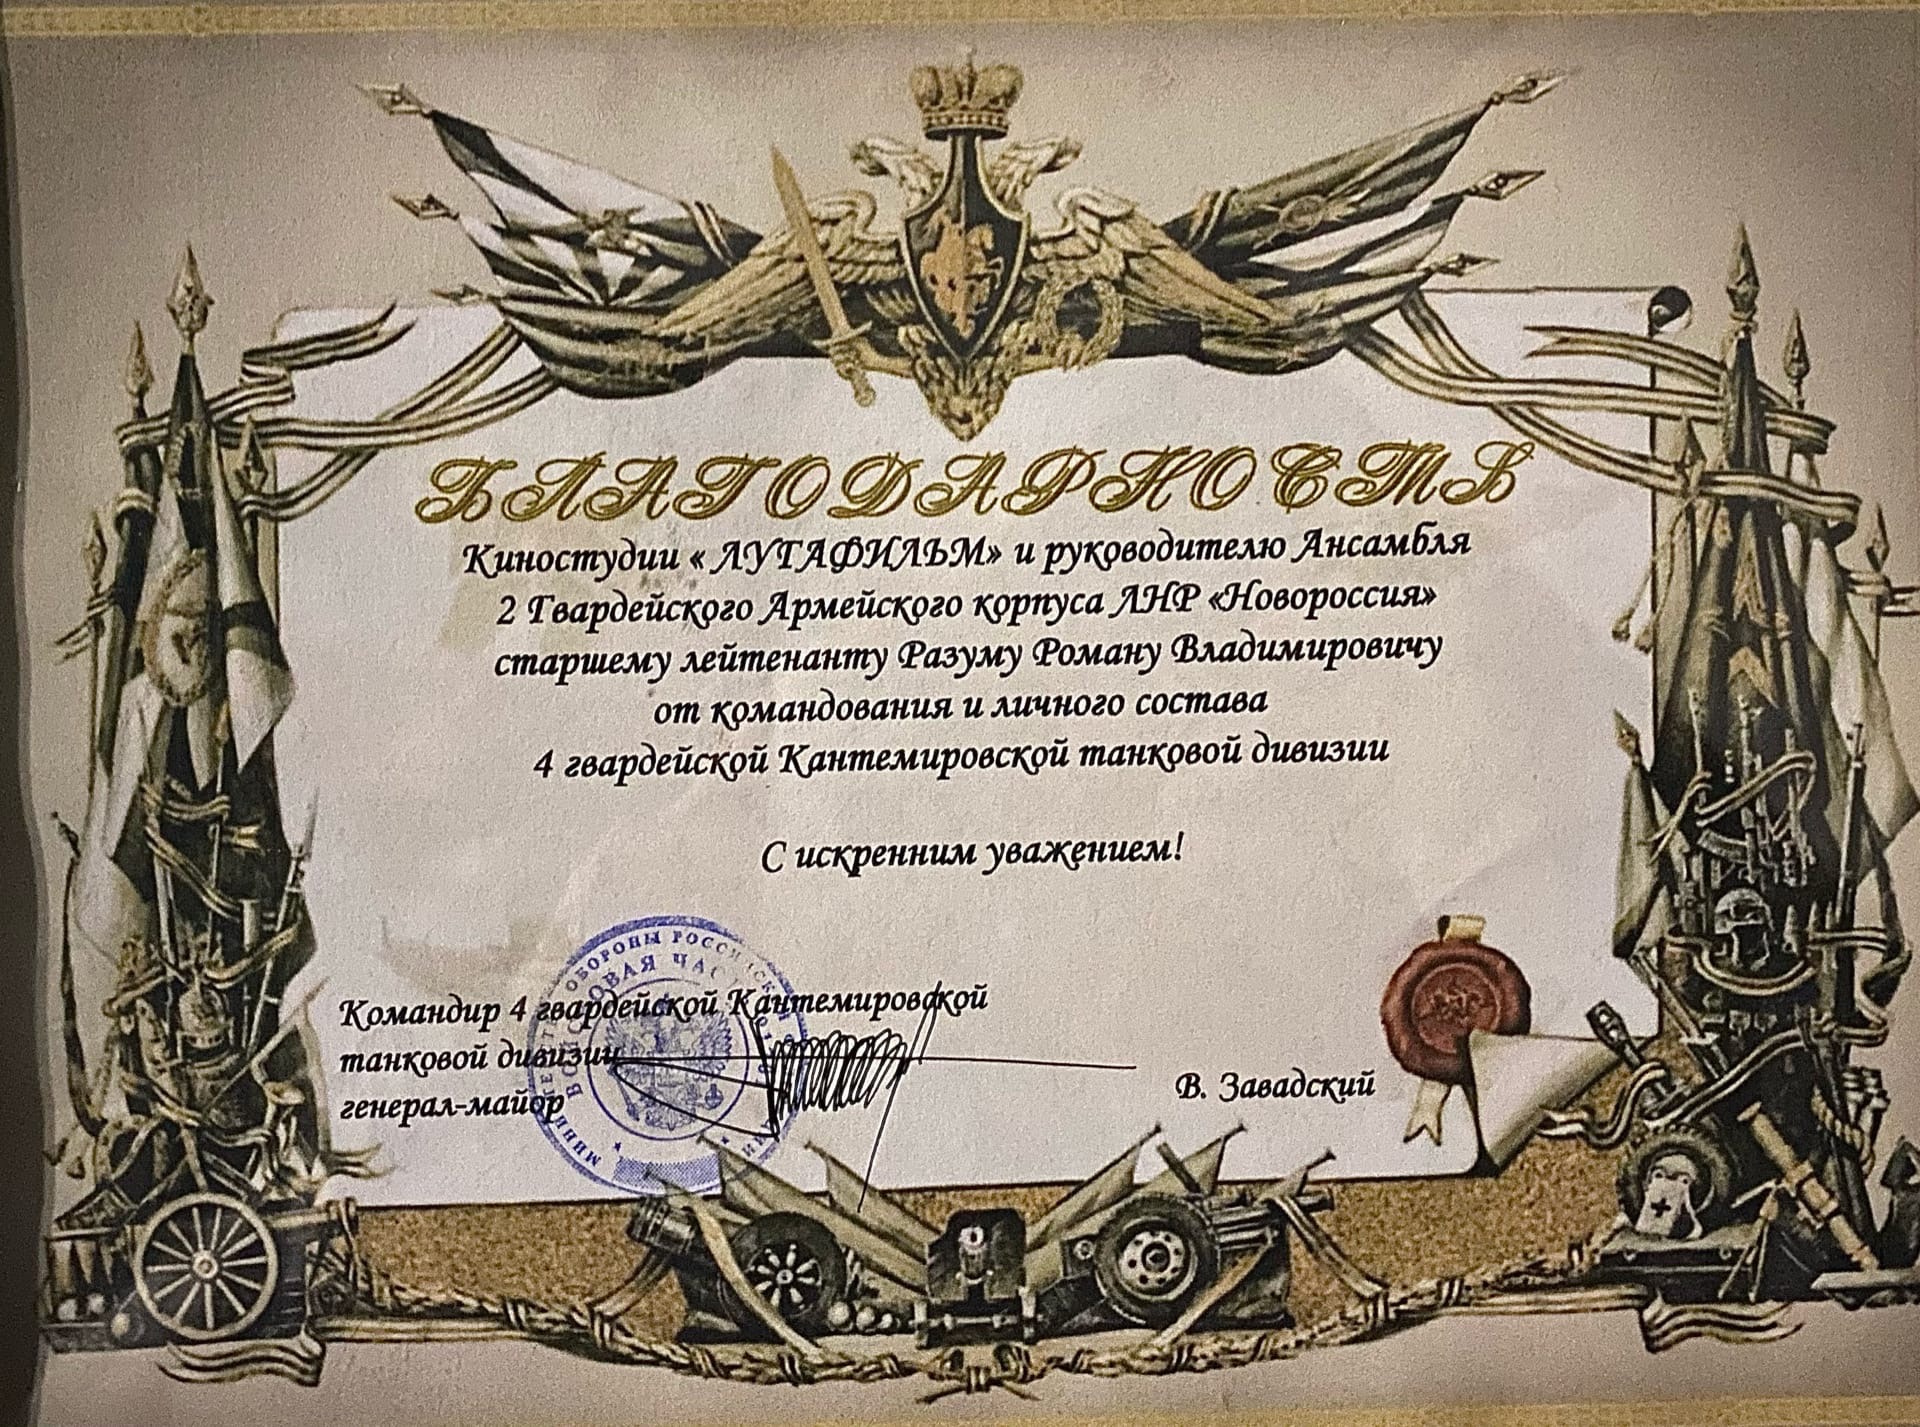 БЛАГОДАРНОСТЬ
Киностудии « ЛУГАФИЛЬМ» и руководителю Ансамбля
2 Гвардейского Армейского корпуса ЛНР «Новороссия»
старшему лейтенанту Разуму Роману Владимировичу
от командования и личного состава
4 гвардейской Кантемировской танковой дивизии
С искренним уважением!
Командир 4 гвардейской Кантемировской
танковой дивизии
генерал-майор
В. Завадский
ОБОРОНЫ